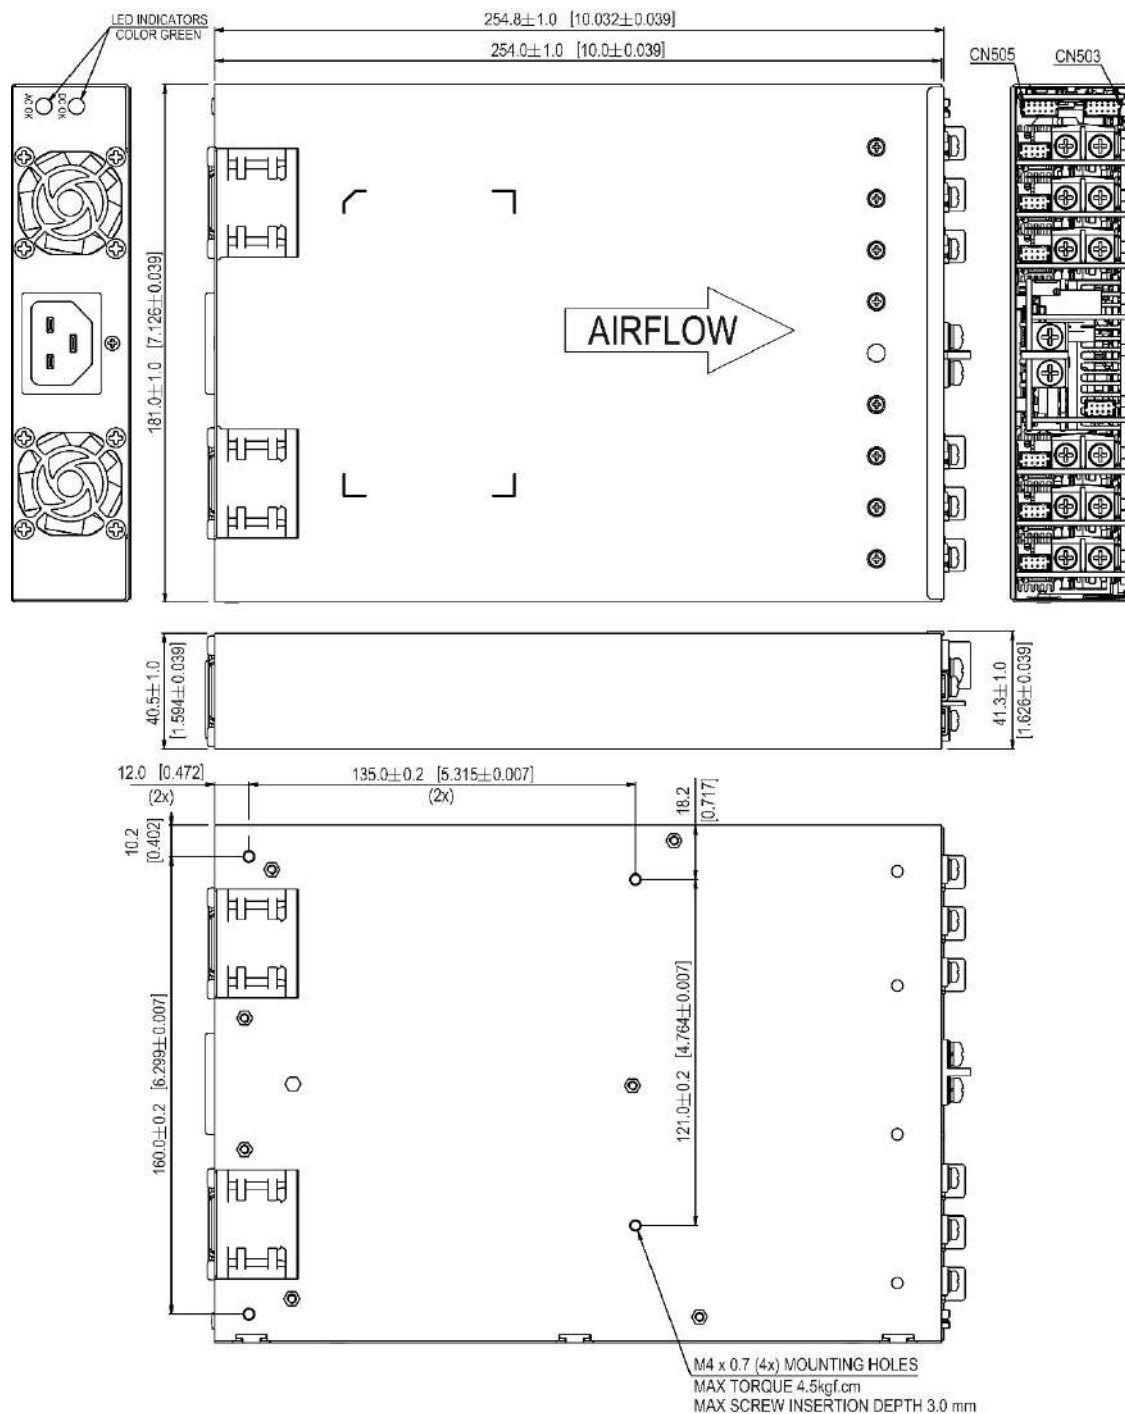 LED INDICATORS
COLOR GREEN
254.8±1.0 [10.032±0.039]
254.0±1.0 [10.0±0.039]
CN505
CN503
AC OK
DC OK
181.0±1.0 [7.126±0.039]
AIRFLOW
40.5±1.0
[1.594±0.039]
41.3±1.0
[1.626±0.039]
12.0 [0.472]
(2x)
135.0±0.2 [5.315±0.007]
(2x)
18.2
[0.717]
10.2
[0.402]
160.0±0.2 [6.299±0.007]
121.0±0.2 [4.764±0.007]
M4 x 0.7 (4x) MOUNTING HOLES
MAX TORQUE 4.5kgf.cm
MAX SCREW INSERTION DEPTH 3.0 mm